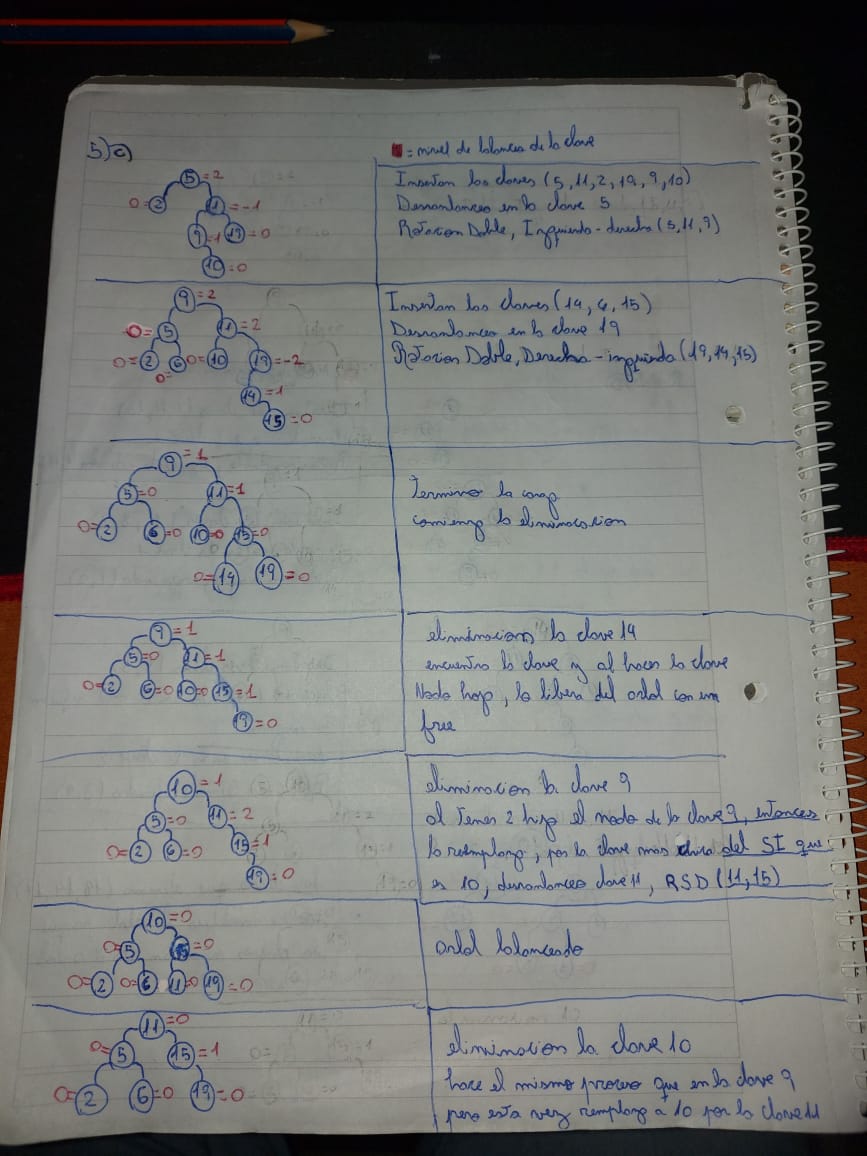 5)c)
= nivel de balanceo de la clave
5 = 2
0 = 2 11 = -1
9 = 1 19 = 0
10 = 0
Insertan las claves (5, 11, 2, 19, 9, 10)
Desvalanceo en la clave 5
Rotacion Doble, Izquierda - derecha (5, 11, 9)
9 = 2
0 = 5 11 = 2
0 = 2 6 0 = 10 19 = -2
0 =
14 = 1
15 = 0
Insertan las claves (14, 6, 15)
Desvalanceo en la clave 19
Rotacion Doble, Derecha - izquierda (19, 14, 15)
9 = 1
5 = 0 11 = 1
0 = 2 6 = 0 10 = 0 15 = 0
0 = 14 19 = 0
Termino la carga
comienzo la eliminacion
9 = 1
5 = 0 11 = 1
0 = 2 6 = 0 10 = 0 15 = 1
19 = 0
eliminacion la clave 14
encuentro la clave y al hacer la clave
Nodo hoja, lo libera del arbol con un
free
10 = 1
5 = 0 11 = 2
0 = 2 6 = 0 15 = 1
19 = 0
eliminacion la clave 9
al tener 2 hijo el nodo de la clave 9, entonces
lo reemplazo, por la clave mas chica del SI que
es 10, desvalanceo clave 11, RSD (11, 15)
10 = 0
0 = 5 15 = 0
0 = 2 0 = 6 11 = 0 19 = 0
arbol balanceado
11 = 0
0 = 5 15 = 1
0 = 2 6 = 0 19 = 0
eliminacion la clave 10
hace el mismo proceso que en la clave 9
pero esta vez remplazo a 10 por la clave 11